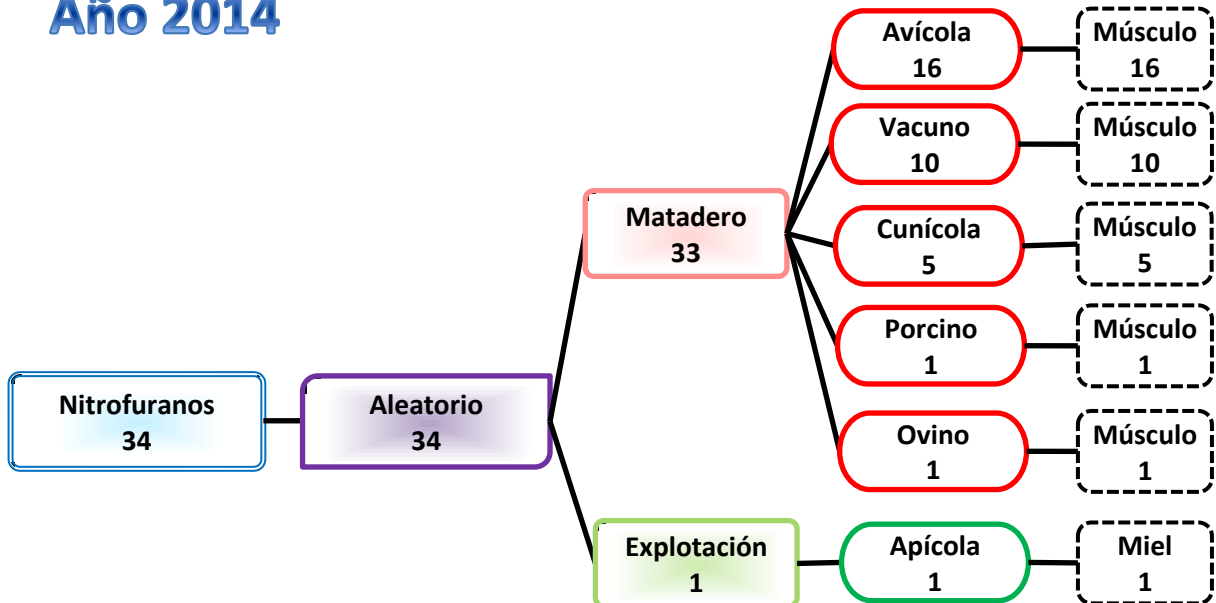 Año 2014
Avícola
16
Músculo
16
Vacuno
10
Músculo
10
Matadero
33
Cunícola
5
Músculo
5
Porcino
1
Músculo
1
Nitrofuranos
34
Aleatorio
34
Ovino
1
Músculo
1
Explotación
1
Apícola
1
Miel
1